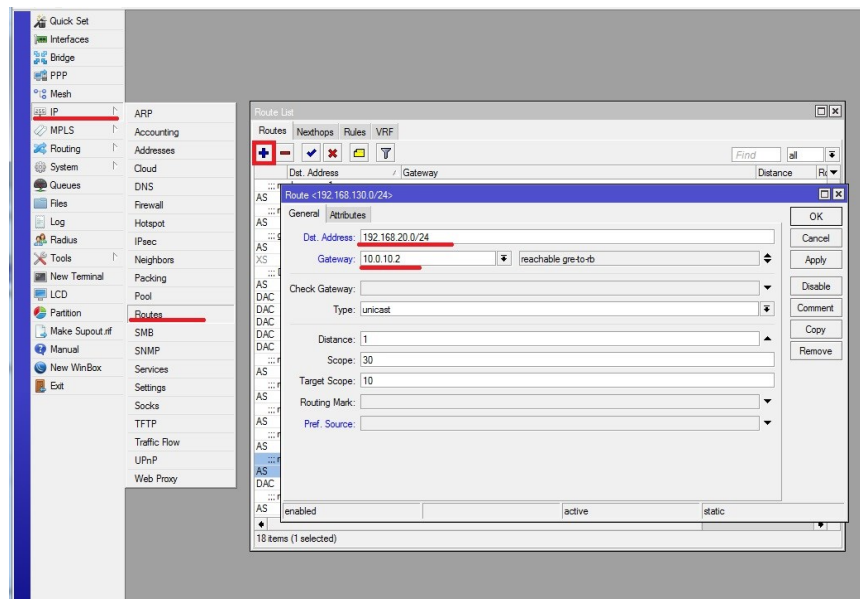 Quick Set
Interfaces
Bridge
PPP
Mesh
IP
MPLS
Routing
System
Queues
Files
Log
Radius
Tools
New Terminal
LCD
Partition
Make Supout.rif
Manual
New WinBox
Exit
ARP
Accounting
Addresses
Cloud
DNS
Firewall
Hotspot
IPsec
Neighbors
Packing
Pool
Routes
SMB
SNMP
Services
Settings
Socks
TFTP
Traffic Flow
UPnP
Web Proxy
Route List
Routes Nexthops Rules VRF
Find all
Dst. Address Gateway Distance
AS
AS
AS
XS
AS
DAC
DAC
DAC
DAC
DAC
AS
AS
AS
AS
AS
DAC
AS
Route <192.168.130.0/24>
General Attributes
Dst. Address: 192.168.20.0/24
Gateway: 10.0.10.2 reachable gre-to-rb
Check Gateway:
Type: unicast
Distance: 1
Scope: 30
Target Scope: 10
Routing Mark:
Pref. Source:
OK
Cancel
Apply
Disable
Comment
Copy
Remove
enabled active static
18 items (1 selected)